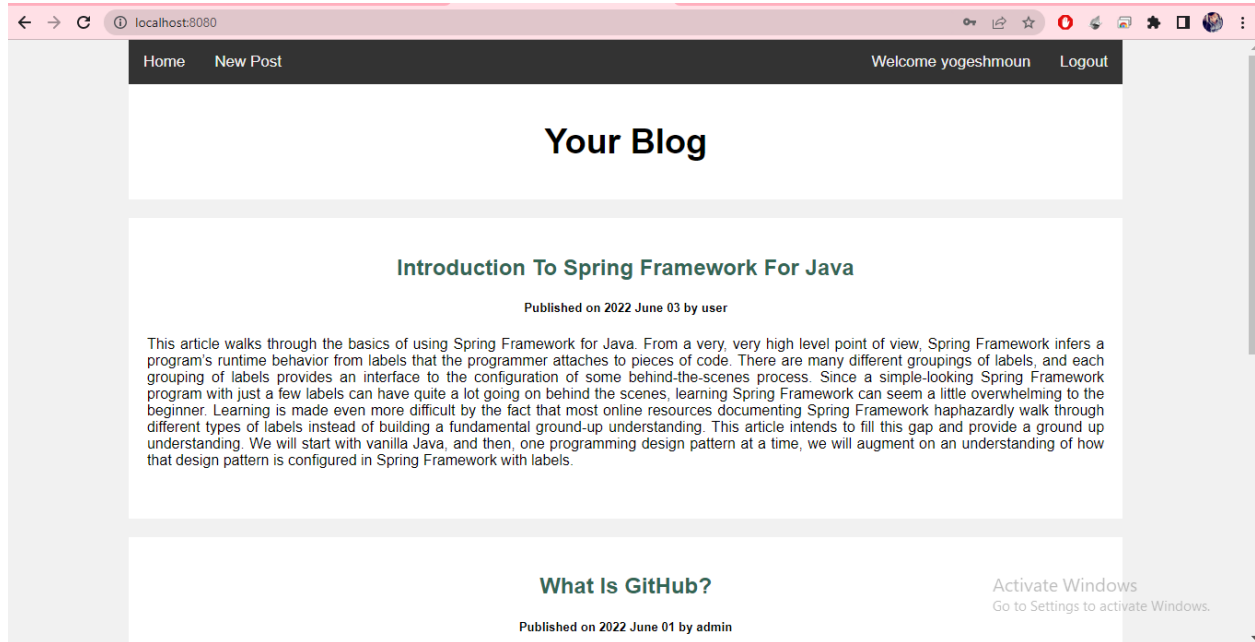 localhost:8080
Home New Post Welcome yogeshmoun Logout
Your Blog
Introduction To Spring Framework For Java
Published on 2022 June 03 by user
This article walks through the basics of using Spring Framework for Java. From a very, very high level point of view, Spring Framework infers a
program's runtime behavior from labels that the programmer attaches to pieces of code. There are many different groupings of labels, and each
grouping of labels provides an interface to the configuration of some behind-the-scenes process. Since a simple-looking Spring Framework
program with just a few labels can have quite a lot going on behind the scenes, learning Spring Framework can seem a little overwhelming to the
beginner. Learning is made even more difficult by the fact that most online resources documenting Spring Framework haphazardly walk through
different types of labels instead of building a fundamental ground-up understanding. This article intends to fill this gap and provide a ground up
understanding. We will start with vanilla Java, and then, one programming design pattern at a time, we will augment on an understanding of how
that design pattern is configured in Spring Framework with labels.
What Is GitHub?
Published on 2022 June 01 by admin
Activate Windows
Go to Settings to activate Windows.